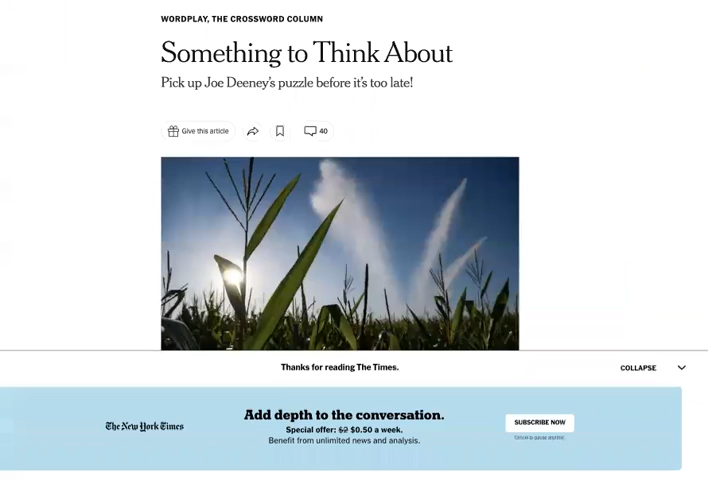 WORDPLAY, THE CROSSWORD COLUMN
Something to Think About
Pick up Joe Deeney's puzzle before it's too late!
Give this article
40
Thanks for reading The Times.
COLLAPSE
The New York Times
Add depth to the conversation.
Special offer: $2 $0.50 a week.
Benefit from unlimited news and analysis.
SUBSCRIBE NOW